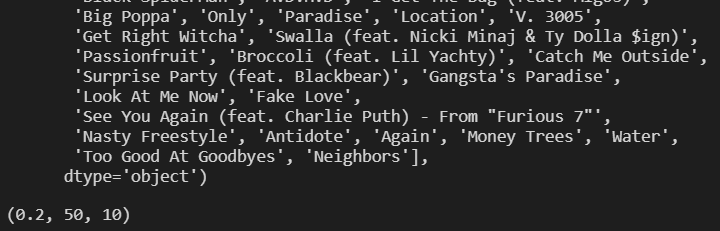 'Big Poppa', 'Only', 'Paradise', 'Location', 'V. 3005',
'Get Right Witcha', 'Swalla (feat. Nicki Minaj & Ty Dolla $ign)',
'Passionfruit', 'Broccoli (feat. Lil Yachty)', 'Catch Me Outside',
'Surprise Party (feat. Blackbear)', 'Gangsta's Paradise',
'Look At Me Now', 'Fake Love',
'See You Again (feat. Charlie Puth) - From "Furious 7"',
'Nasty Freestyle', 'Antidote', 'Again', 'Money Trees', 'Water',
'Too Good At Goodbyes', 'Neighbors'],
dtype='object')
(0.2, 50, 10)